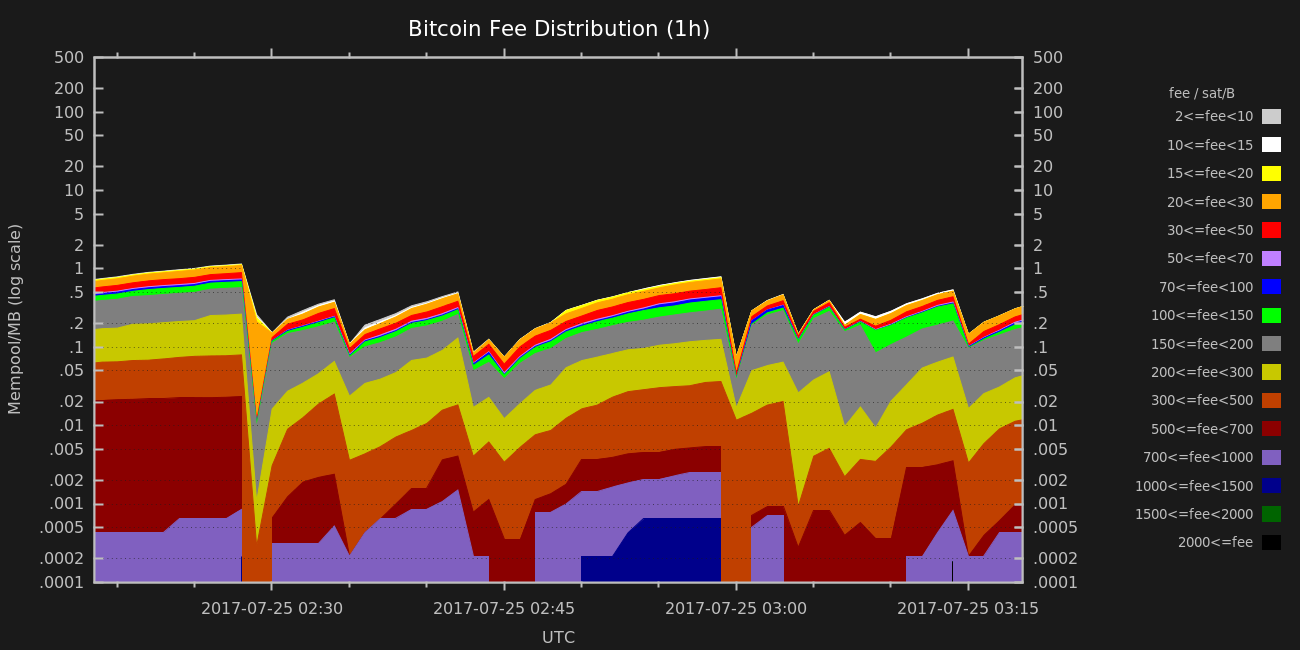 Bitcoin Fee Distribution (1h)
Mempool/MB (log scale)
500
200
100
50
20
10
5
2
1
.5
.2
.1
.05
.02
.01
.005
.002
.001
.0005
.0002
.0001
500
200
100
50
20
10
5
2
1
.5
.2
.1
.05
.02
.01
.005
.002
.001
.0005
.0002
.0001
2017-07-25 02:30
2017-07-25 02:45
2017-07-25 03:00
2017-07-25 03:15
UTC
fee / sat/B
2<=fee<10
10<=fee<15
15<=fee<20
20<=fee<30
30<=fee<50
50<=fee<70
70<=fee<100
100<=fee<150
150<=fee<200
200<=fee<300
300<=fee<500
500<=fee<700
700<=fee<1000
1000<=fee<1500
1500<=fee<2000
2000<=fee